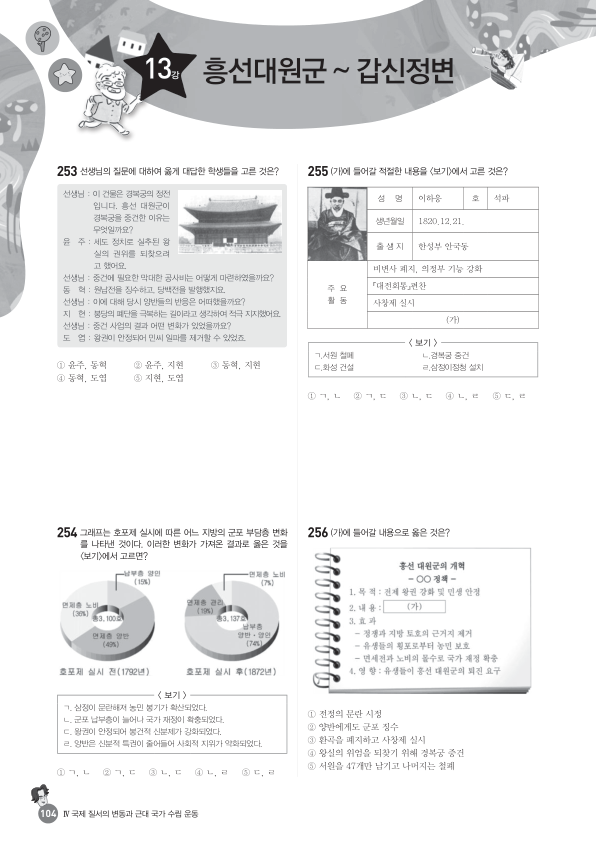 13강 흥선대원군 ~ 갑신정변
253 선생님의 질문에 대하여 옳게 대답한 학생들을 고른 것은?
선생님 : 이 건물은 경복궁의 정전
입니다. 흥선 대원군이
경복궁을 중건한 이유는
무엇일까요?
윤 주 : 세도 정치로 실추된 왕
실의 권위를 되찾으려
고 했어요.
선생님 : 중건에 필요한 막대한 공사비는 어떻게 마련하였을까요?
동 혁 : 원납전을 징수하고, 당백전을 발행했지요.
선생님 : 이에 대해 당시 양반들의 반응은 어떠했을까요?
지 현 : 붕당의 폐단을 극복하는 길이라고 생각하여 적극 지지했어요.
선생님 : 중건 사업의 결과 어떤 변화가 있었을까요?
도 엽 : 왕권이 안정되어 민씨 일파를 제거할 수 있었죠.
① 윤주, 동혁 ② 윤주, 지현 ③ 동혁, 지현
④ 동혁, 도엽 ⑤ 지현, 도엽
254 그래프는 호포제 실시에 따른 어느 지방의 군포 부담층 변화
를 나타낸 것이다. 이러한 변화가 가져온 결과로 옳은 것을
<보기>에서 고르면?
납부층 양인
(15%)
면제층 노비
(36%)
총3,100호
면제층 양반
(49%)
호포제 실시 전(1792년)
면제층 노비
(7%)
면제층 관리
(19%)
총3,137호
납부층
양반·양인
(74%)
호포제 실시 후(1872년)
< 보기 >
ㄱ. 삼정이 문란해져 농민 봉기가 확산되었다.
ㄴ. 군포 납부층이 늘어나 국가 재정이 확충되었다.
ㄷ. 왕권이 안정되어 봉건적 신분제가 강화되었다.
ㄹ. 양반은 신분적 특권이 줄어들어 사회적 지위가 약화되었다.
① ㄱ, ㄴ ② ㄱ, ㄷ ③ ㄴ, ㄷ ④ ㄴ, ㄹ ⑤ ㄷ, ㄹ
255 (가)에 들어갈 적절한 내용을 <보기>에서 고른 것은?
성 명 이하응 호 석파
생년월일 1820.12.21.
출 생 지 한성부 안국동
주 요
활 동
비변사 폐지, 의정부 기능 강화
『대전회통』편찬
사창제 실시
(가)
< 보기 >
ㄱ.서원 철폐 ㄴ.경복궁 중건
ㄷ.화성 건설 ㄹ.삼정이정청 설치
① ㄱ, ㄴ ② ㄱ, ㄷ ③ ㄴ, ㄷ ④ ㄴ, ㄹ ⑤ ㄷ, ㄹ
256 (가)에 들어갈 내용으로 옳은 것은?
흥선 대원군의 개혁
- ○○ 정책 -
1. 목 적 : 전제 왕권 강화 및 민생 안정
2. 내 용 : (가)
3. 효 과
- 정쟁과 지방 토호의 근거지 제거
- 유생들의 횡포로부터 농민 보호
- 면세전과 노비의 몰수로 국가 재정 확충
4. 영 향 : 유생들이 흥선 대원군의 퇴진 요구
① 전정의 문란 시정
② 양반에게도 군포 징수
③ 환곡을 폐지하고 사창제 실시
④ 왕실의 위엄을 되찾기 위해 경복궁 중건
⑤ 서원을 47개만 남기고 나머지는 철폐
104 Ⅳ 국제 질서의 변동과 근대 국가 수립 운동